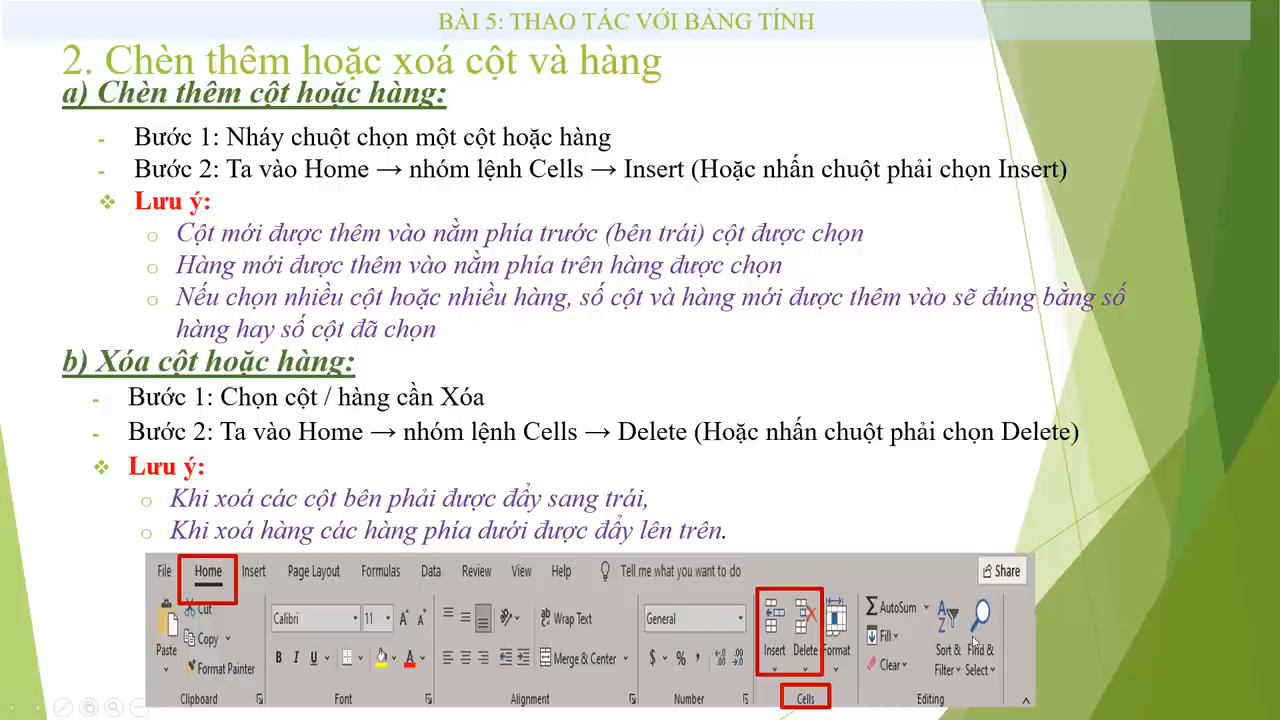 BÀI 5: THAO TÁC VỚI BẢNG TÍNH
2. Chèn thêm hoặc xoá cột và hàng
a) Chèn thêm cột hoặc hàng:
- Bước 1: Nháy chuột chọn một cột hoặc hàng
- Bước 2: Ta vào Home → nhóm lệnh Cells → Insert (Hoặc nhấn chuột phải chọn Insert)
❖ Lưu ý:
o Cột mới được thêm vào nằm phía trước (bên trái) cột được chọn
o Hàng mới được thêm vào nằm phía trên hàng được chọn
o Nếu chọn nhiều cột hoặc nhiều hàng, số cột và hàng mới được thêm vào sẽ đúng bằng số
hàng hay số cột đã chọn
b) Xóa cột hoặc hàng:
- Bước 1: Chọn cột / hàng cần Xóa
- Bước 2: Ta vào Home → nhóm lệnh Cells → Delete (Hoặc nhấn chuột phải chọn Delete)
❖ Lưu ý:
o Khi xoá các cột bên phải được đẩy sang trái,
o Khi xoá hàng các hàng phía dưới được đẩy lên trên.
File Home Insert Page Layout Formulas Data Review View Help Tell me what you want to do Share
Cut
Copy
Format Painter
Paste
Clipboard
Calibri 11 A A
B I U A
Font
ab Wrap Text
Merge & Center
Alignment
General
$ % ,
Number
Insert Delete Format
Cells
AutoSum
Fill
Clear
Sort & Filter
Find & Select
Editing